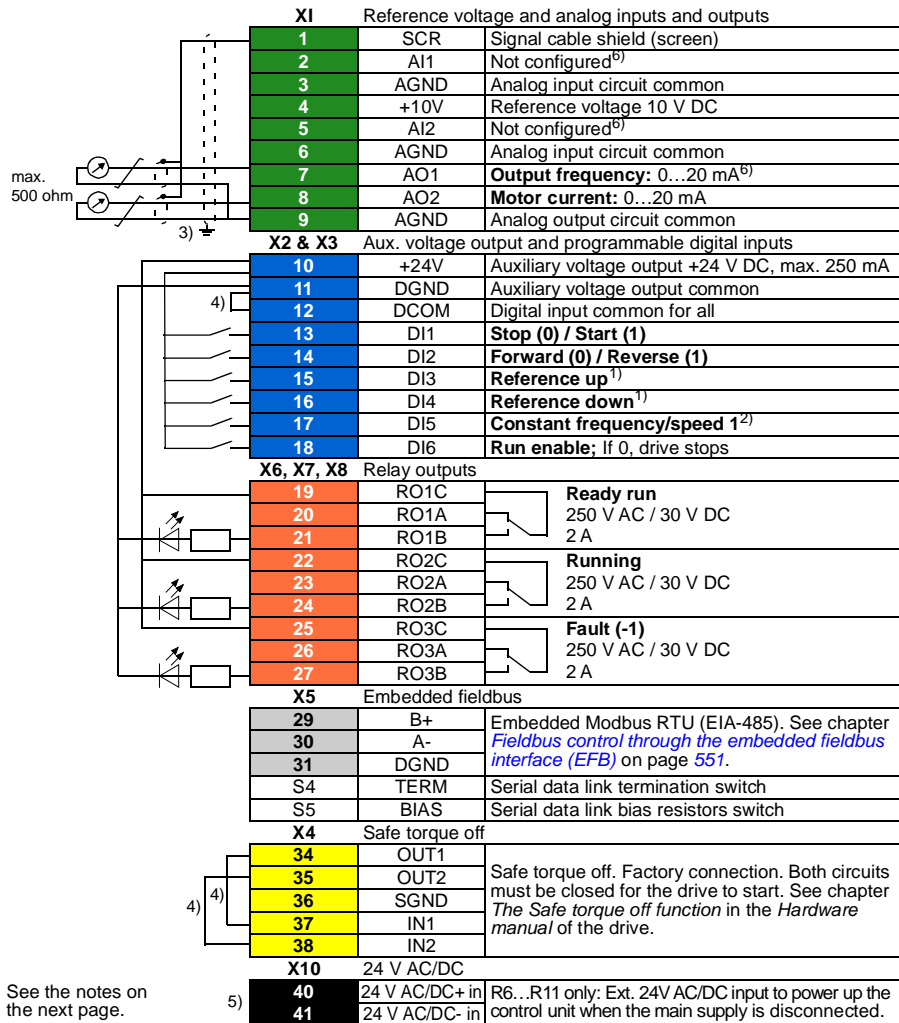 XI Reference voltage and analog inputs and outputs
1 SCR Signal cable shield (screen)
2 AI1 Not configured6)
3 AGND Analog input circuit common
4 +10V Reference voltage 10 V DC
5 AI2 Not configured6)
6 AGND Analog input circuit common
7 AO1 Output frequency: 0…20 mA6)
8 AO2 Motor current: 0…20 mA
9 AGND Analog output circuit common
max.
500 ohm
3)
X2 & X3 Aux. voltage output and programmable digital inputs
10 +24V Auxiliary voltage output +24 V DC, max. 250 mA
11 DGND Auxiliary voltage output common
4) 12 DCOM Digital input common for all
13 DI1 Stop (0) / Start (1)
14 DI2 Forward (0) / Reverse (1)
15 DI3 Reference up1)
16 DI4 Reference down1)
17 DI5 Constant frequency/speed 12)
18 DI6 Run enable; If 0, drive stops
X6, X7, X8 Relay outputs
19 RO1C Ready run
20 RO1A 250 V AC / 30 V DC
21 RO1B 2 A
22 RO2C Running
23 RO2A 250 V AC / 30 V DC
24 RO2B 2 A
25 RO3C Fault (-1)
26 RO3A 250 V AC / 30 V DC
27 RO3B 2 A
X5 Embedded fieldbus
29 B+
30 A-
31 DGND
Embedded Modbus RTU (EIA-485). See chapter
Fieldbus control through the embedded fieldbus
interface (EFB) on page 551.
S4 TERM Serial data link termination switch
S5 BIAS Serial data link bias resistors switch
X4 Safe torque off
34 OUT1
35 OUT2
36 SGND
37 IN1
38 IN2
4) 4)
Safe torque off. Factory connection. Both circuits
must be closed for the drive to start. See chapter
The Safe torque off function in the Hardware
manual of the drive.
X10 24 V AC/DC
5)
40 24 V AC/DC+ in
41 24 V AC/DC- in
R6…R11 only: Ext. 24V AC/DC input to power up the
control unit when the main supply is disconnected.
See the notes on
the next page.